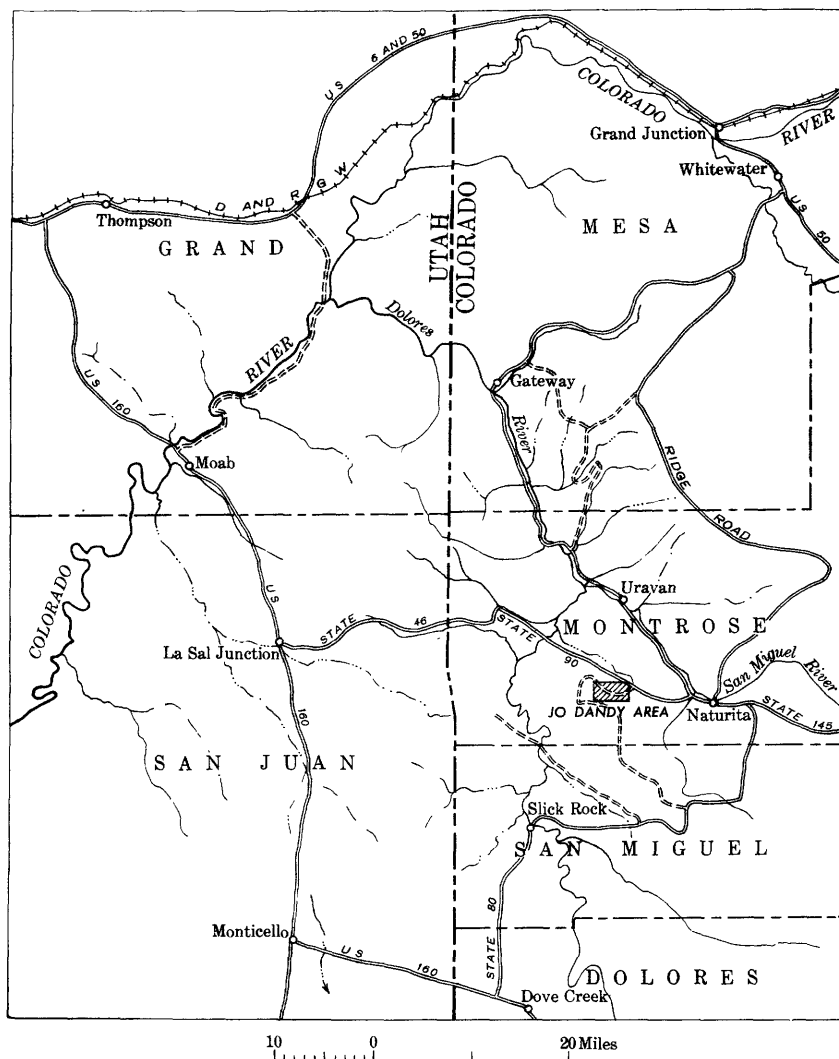 US 6 AND 50
COLORADO
RIVER
Grand Junction
Whitewater
US 50
D AND R G W
Thompson
GRAND
UTAH
COLORADO
MESA
Dolores
River
RIVER
Gateway
US 160
Moab
RIDGE ROAD
COLORADO
US 160
Uravan
STATE 46
STATE 90
MONTROSE
La Sal Junction
San Miguel
River
JO DANDY AREA
Naturita
STATE 145
SAN JUAN
Slick Rock
SAN MIGUEL
STATE 80
Monticello
US 160
DOLORES
Dove Creek
10 0 20 Miles